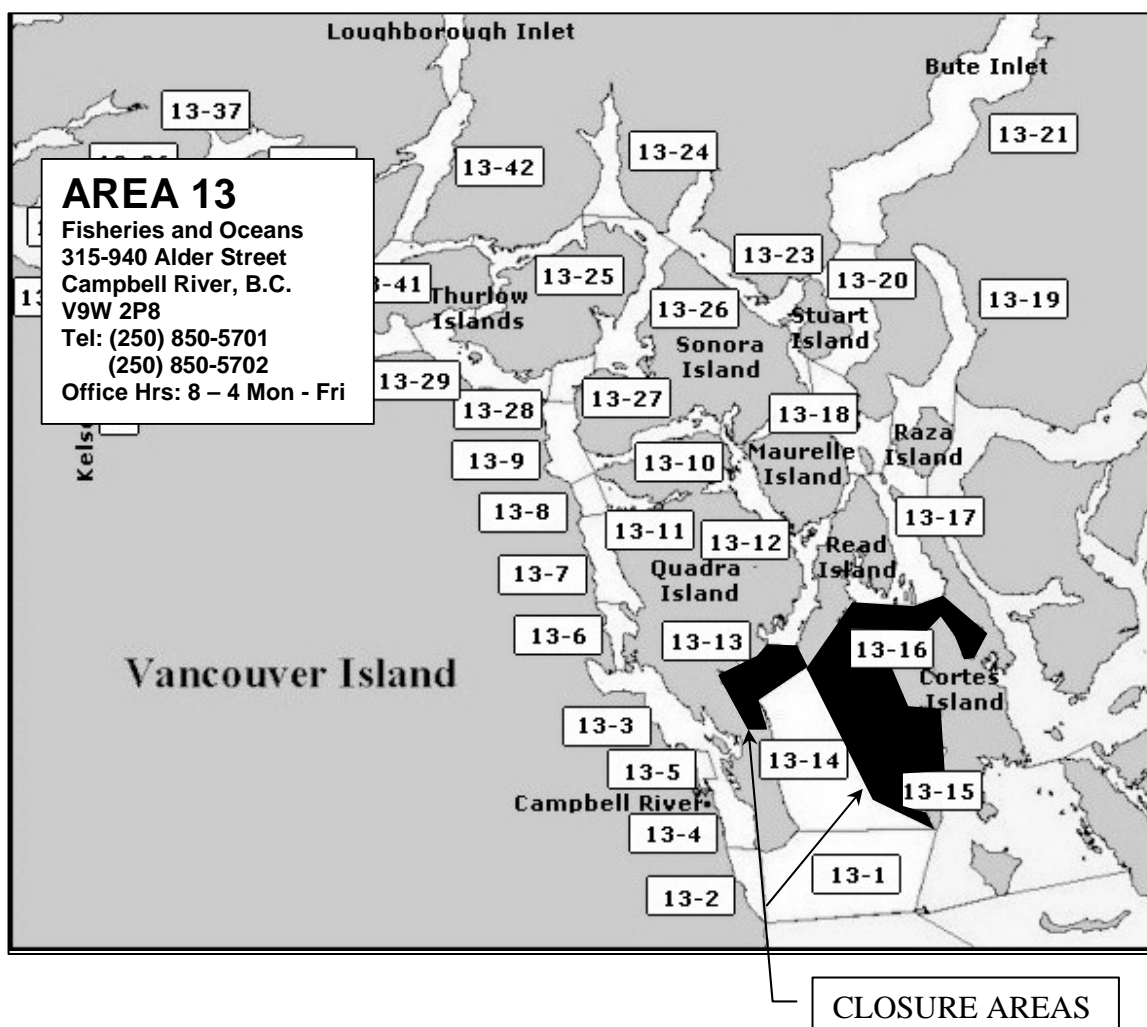 Loughborough Inlet
Bute Inlet
13-37
13-21
13-24
13-42
AREA 13
Fisheries and Oceans
315-940 Alder Street
Campbell River, B.C.
V9W 2P8
Tel: (250) 850-5701
(250) 850-5702
Office Hrs: 8 – 4 Mon - Fri
13-23
13-25
13-20
3-41
Thurlow
Islands
13-19
13-26
Stuart
Island
Sonora
Island
13-29
13-27
13-28
13-18
Raza
Island
Kels
13-9
13-10
Maurelle
Island
13-8
13-11
13-12
13-17
Read
Island
13-7
Quadra
Island
13-6
13-13
13-16
Vancouver Island
Cortes
Island
13-3
13-14
13-5
13-15
Campbell River
13-4
13-1
13-2
CLOSURE AREAS